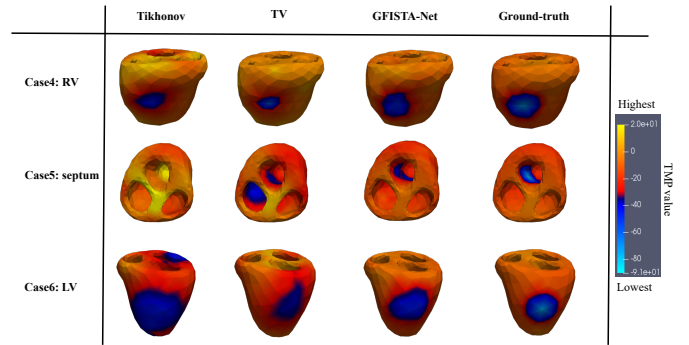 Tikhonov TV GFISTA-Net Ground-truth
Case4: RV
Highest
2.0e+01
0
-20
Case5: septum
-40
TMP value
-60
-80
-9.1e+01
Case6: LV
Lowest